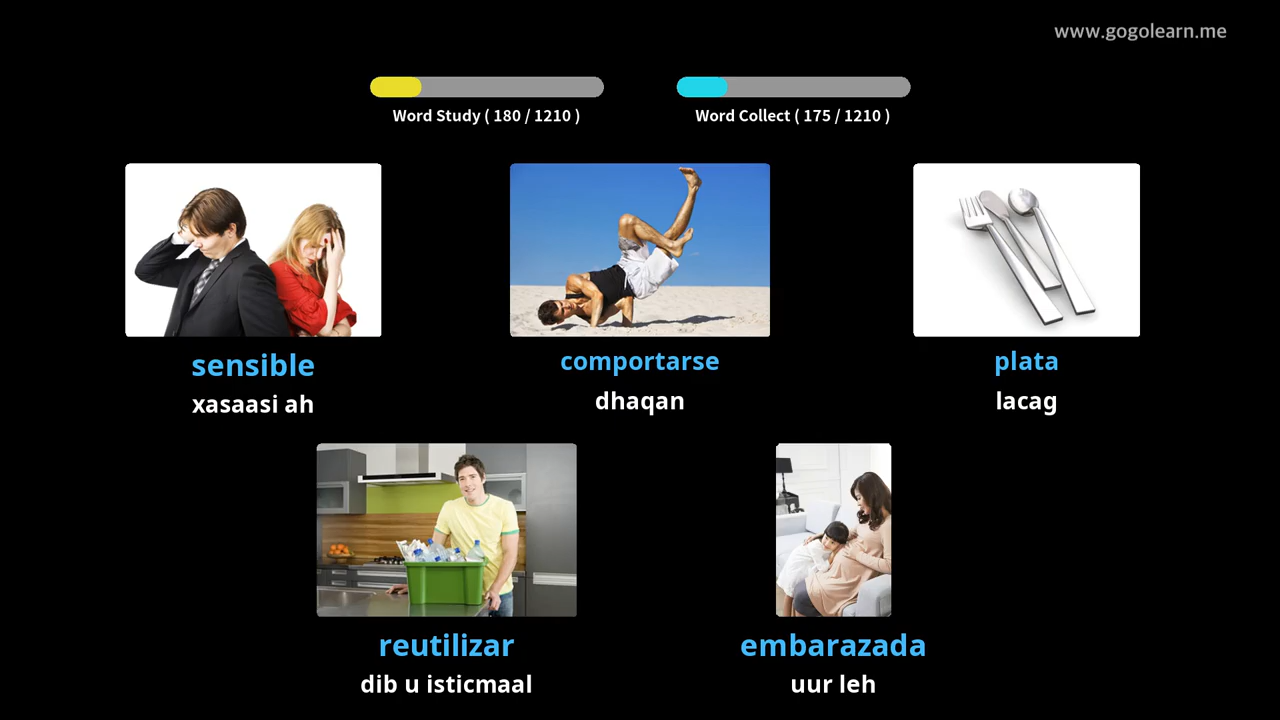 www.gogolearn.me
Word Study ( 180 / 1210 )
Word Collect ( 175 / 1210 )
sensible
xasaasi ah
comportarse
dhaqan
plata
lacag
reutilizar
dib u isticmaal
embarazada
uur leh